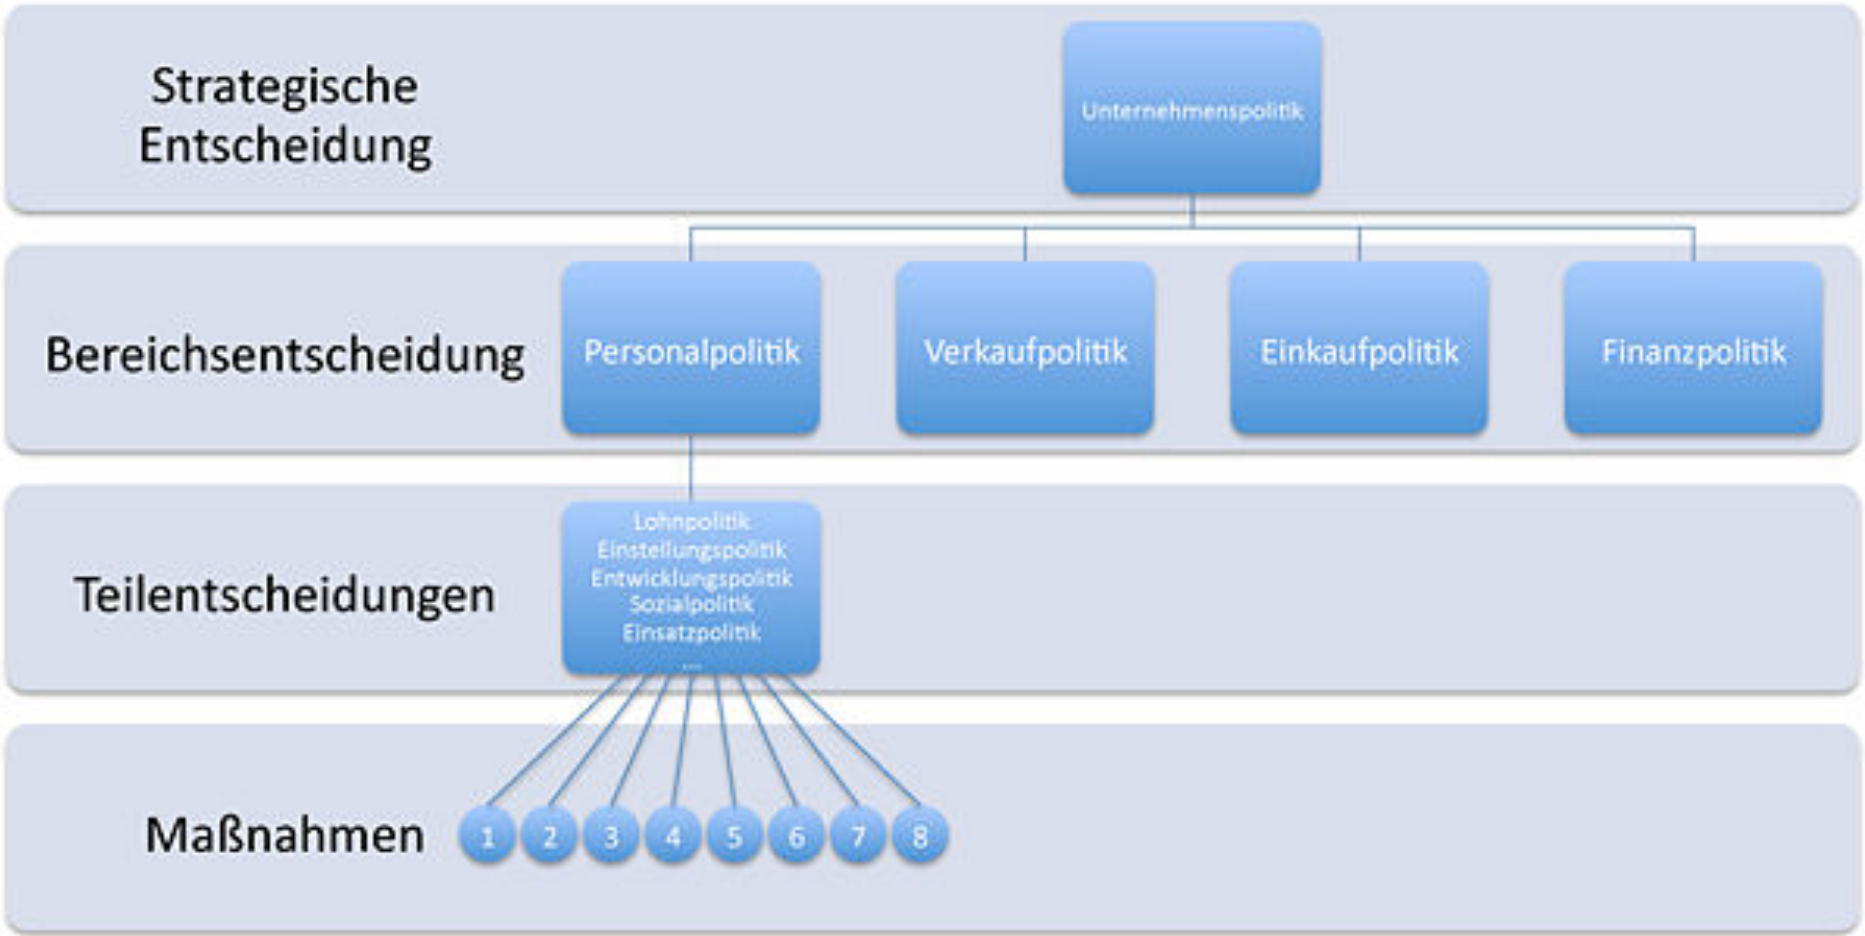 Strategische
Entscheidung
Unternehmenspolitik
Bereichsentscheidung
Personalpolitik
Verkaufpolitik
Einkaufpolitik
Finanzpolitik
Teilentscheidungen
Lohnpolitik
Einstellungspolitik
Entwicklungspolitik
Sozialpolitik
Einsatzpolitik
...
Maßnahmen
1 2 3 4 5 6 7 8